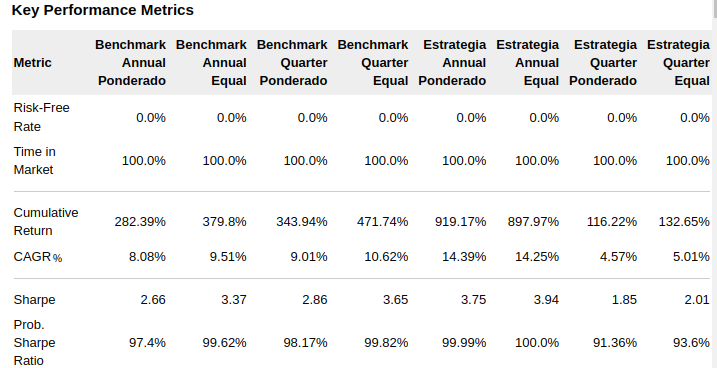 Key Performance Metrics
Metric Benchmark Annual Ponderado Benchmark Annual Equal Benchmark Quarter Ponderado Benchmark Quarter Equal Estrategia Annual Ponderado Estrategia Annual Equal Estrategia Quarter Ponderado Estrategia Quarter Equal
Risk-Free Rate 0.0% 0.0% 0.0% 0.0% 0.0% 0.0% 0.0% 0.0%
Time in Market 100.0% 100.0% 100.0% 100.0% 100.0% 100.0% 100.0% 100.0%
Cumulative Return 282.39% 379.8% 343.94% 471.74% 919.17% 897.97% 116.22% 132.65%
CAGR% 8.08% 9.51% 9.01% 10.62% 14.39% 14.25% 4.57% 5.01%
Sharpe 2.66 3.37 2.86 3.65 3.75 3.94 1.85 2.01
Prob. Sharpe Ratio 97.4% 99.62% 98.17% 99.82% 99.99% 100.0% 91.36% 93.6%